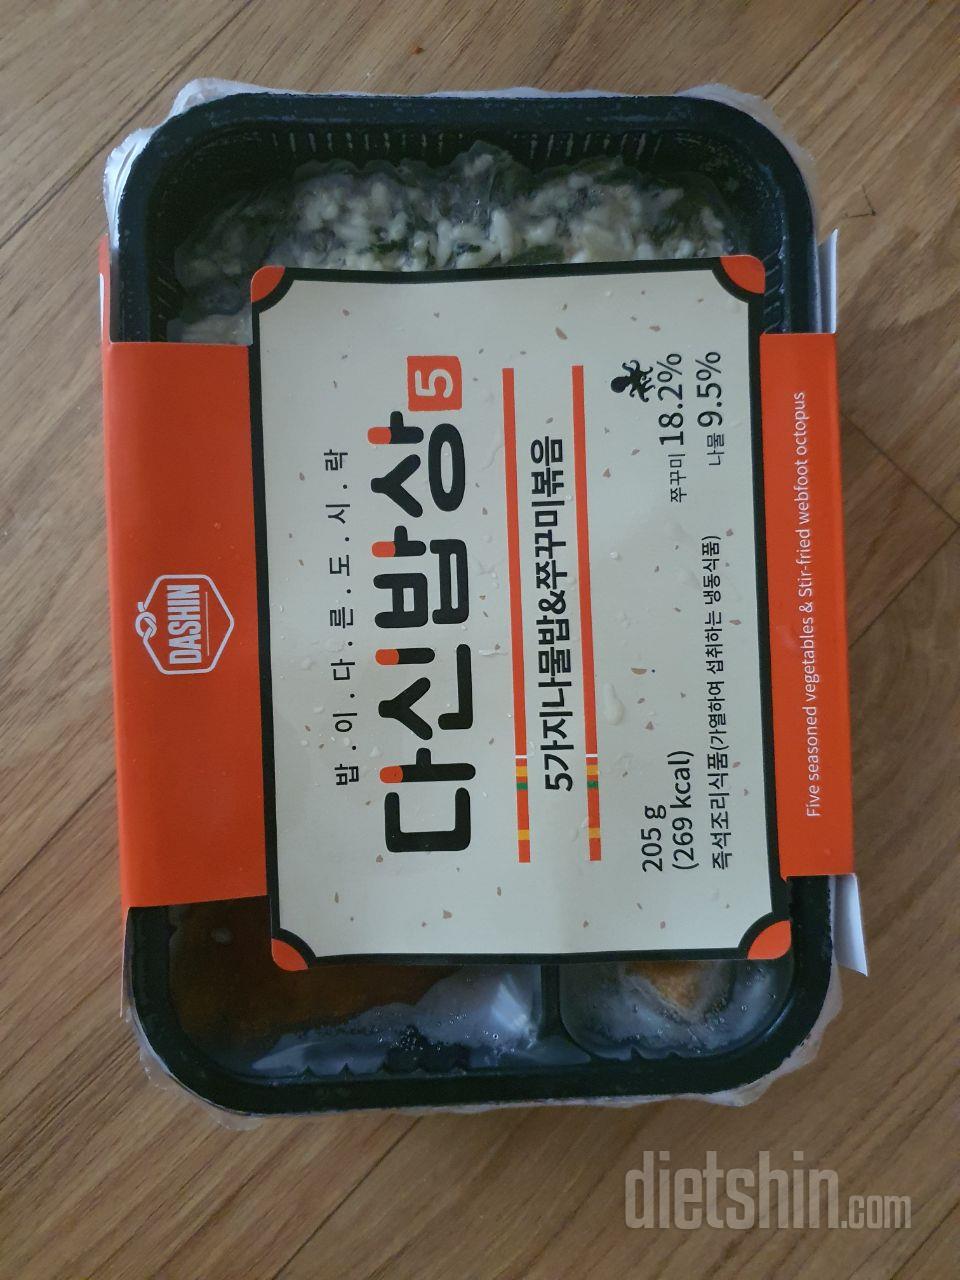 DASHIN
밥.이.다.른.도.시.락
다신밥상 5
5가지나물밥&쭈꾸미볶음
쭈꾸미 18.2%
나물 9.5%
205 g
(269 kcal)
즉석조리식품(가열하여 섭취하는 냉동식품)
Five seasoned vegetables & Stir-fried webfoot octopus
dietshin.com